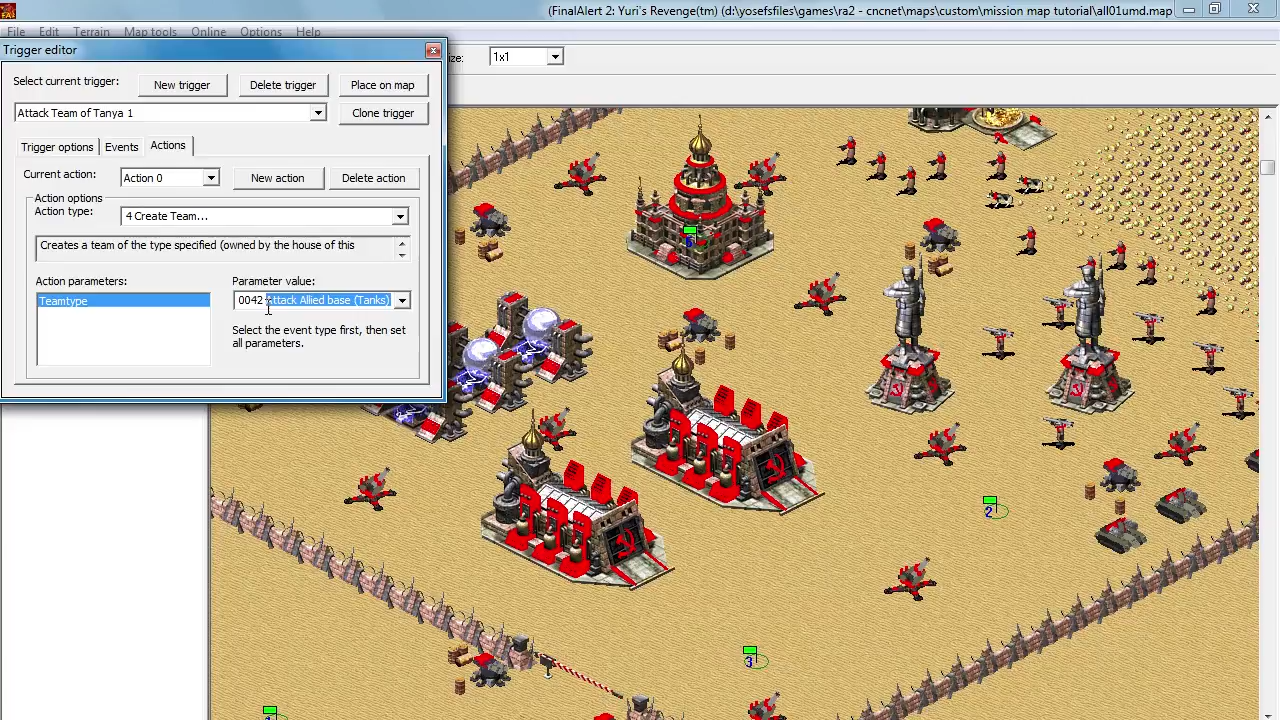 (FinalAlert 2: Yuri's Revenge(tm) (d:\yosefsfiles\games\ra2 - cncnet\maps\custom\mission map tutorial\all01umd.map
File Edit Terrain Map tools Online Options Help
Trigger editor
ize: 1x1
Select current trigger: New trigger Delete trigger Place on map
Attack Team of Tanya 1 Clone trigger
Trigger options Events Actions
Current action: Action 0 New action Delete action
Action options
Action type: 4 Create Team...
Creates a team of the type specified (owned by the house of this
Action parameters: Parameter value:
Teamtype 0042 ttack Allied base (Tanks)
Select the event type first, then set
all parameters.
6
2
3